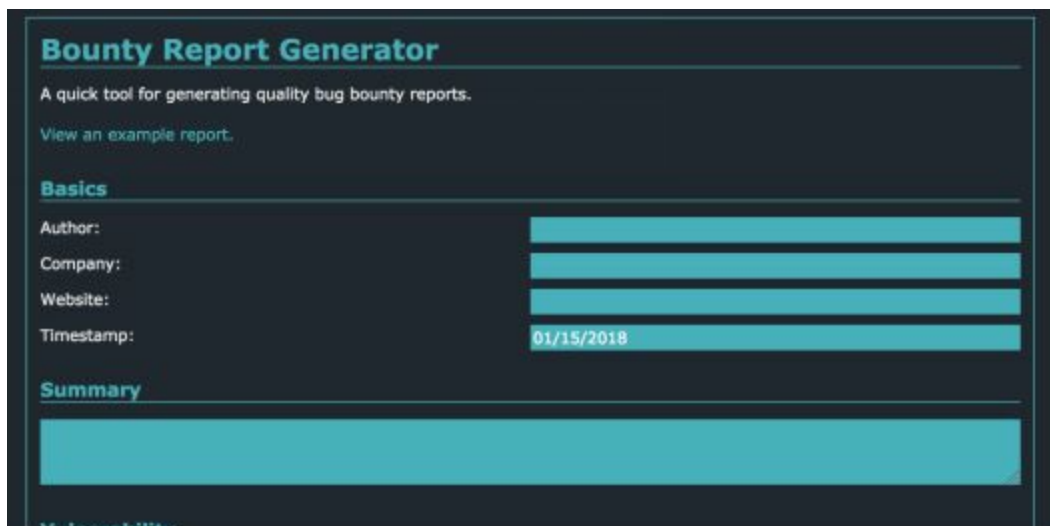 Bounty Report Generator
A quick tool for generating quality bug bounty reports.
View an example report.
Basics
Author:
Company:
Website:
Timestamp: 01/15/2018
Summary